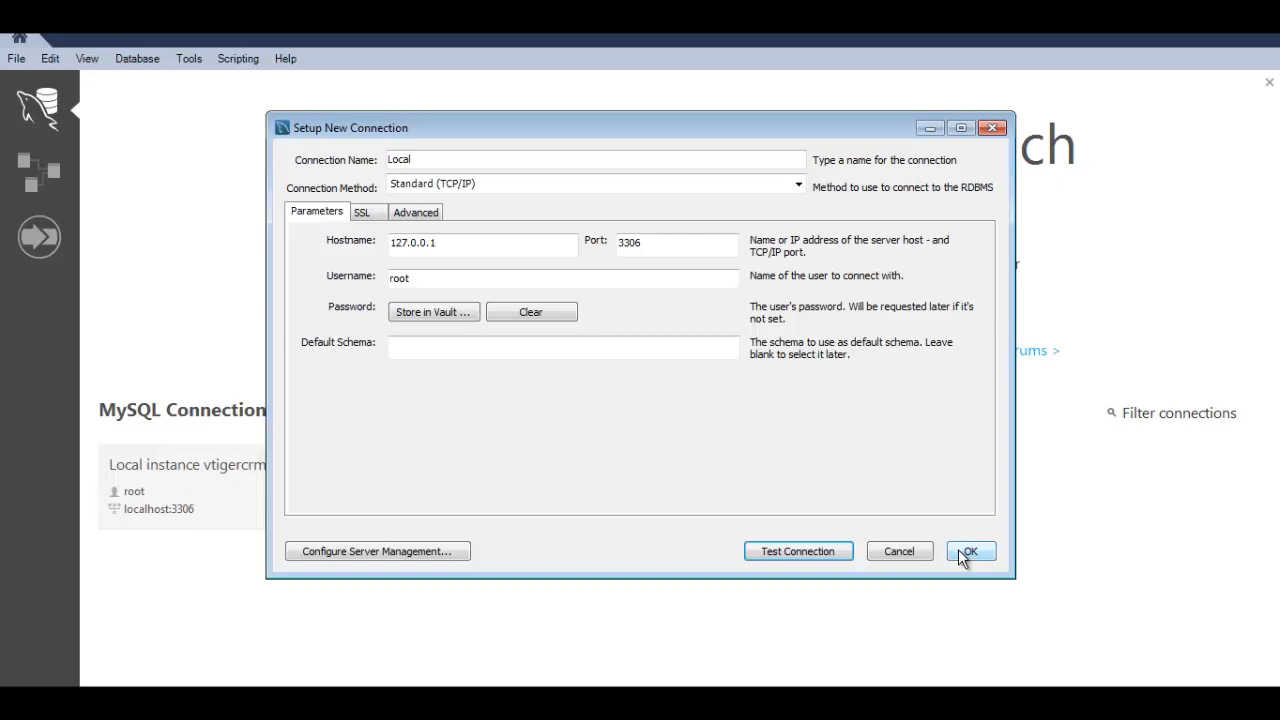 File Edit View Database Tools Scripting Help
Setup New Connection
ch
Connection Name: Local Type a name for the connection
Connection Method: Standard (TCP/IP) Method to use to connect to the RDBMS
Parameters SSL Advanced
Hostname: 127.0.0.1 Port: 3306 Name or IP address of the server host - and
TCP/IP port.
r
Username: root Name of the user to connect with.
Password: Store in Vault ... Clear The user's password. Will be requested later if it's
not set.
Default Schema: The schema to use as default schema. Leave
blank to select it later.
rums >
MySQL Connection
Filter connections
Local instance vtigercrm
root
localhost:3306
Configure Server Management... Test Connection Cancel OK